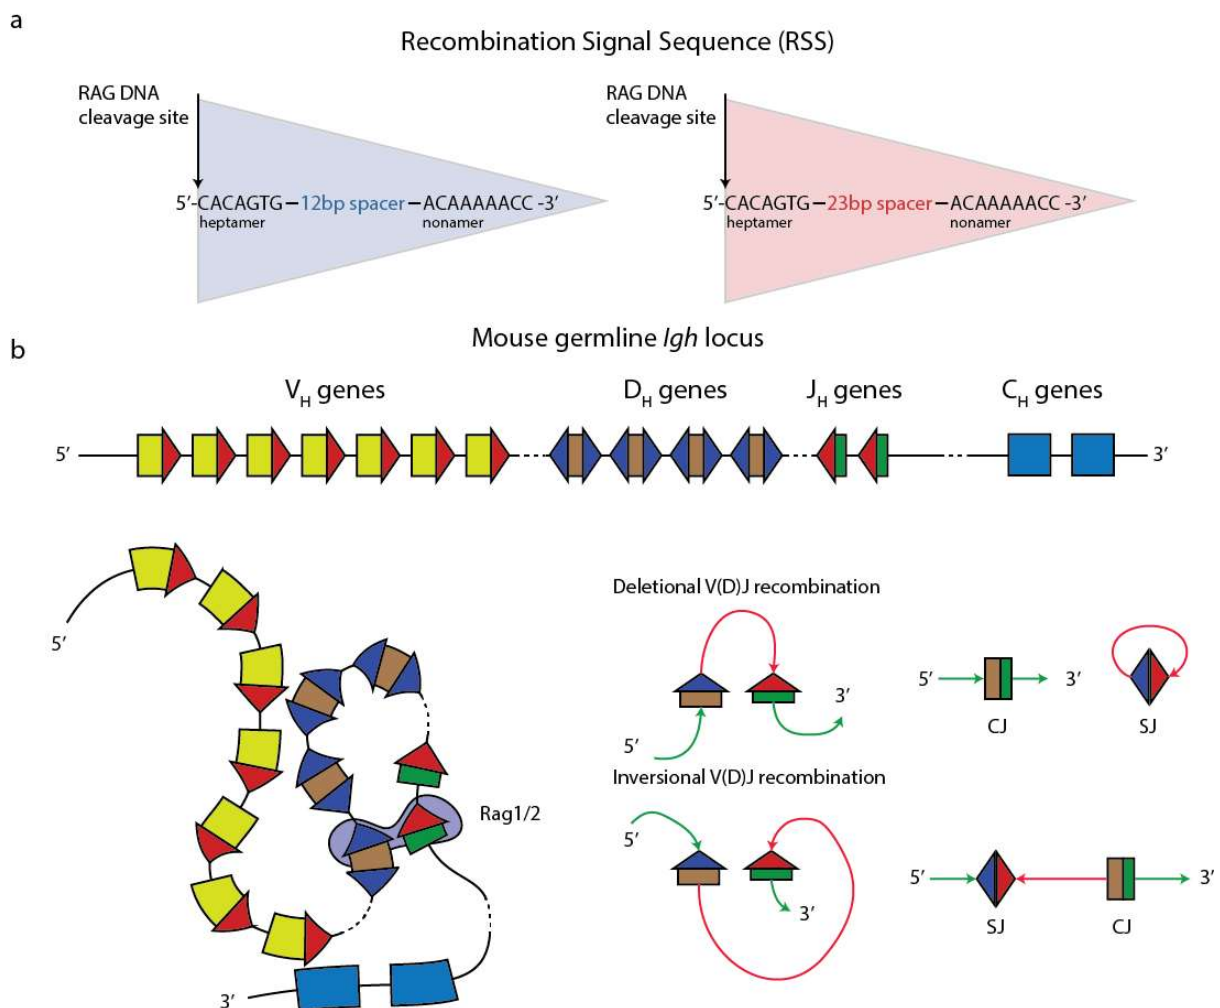 a
Recombination Signal Sequence (RSS)
RAG DNA
cleavage site
5'-CACAGTG–12bp spacer–ACAAAAACC -3'
heptamer
nonamer
RAG DNA
cleavage site
5'-CACAGTG–23bp spacer–ACAAAAACC -3'
heptamer
nonamer
b
Mouse germline Igh locus
VH genes
DH genes
JH genes
CH genes
5'
3'
5'
Rag1/2
3'
Deletional V(D)J recombination
5'
3'
5'
3'
CJ
SJ
Inversional V(D)J recombination
5'
3'
5'
3'
SJ
CJ